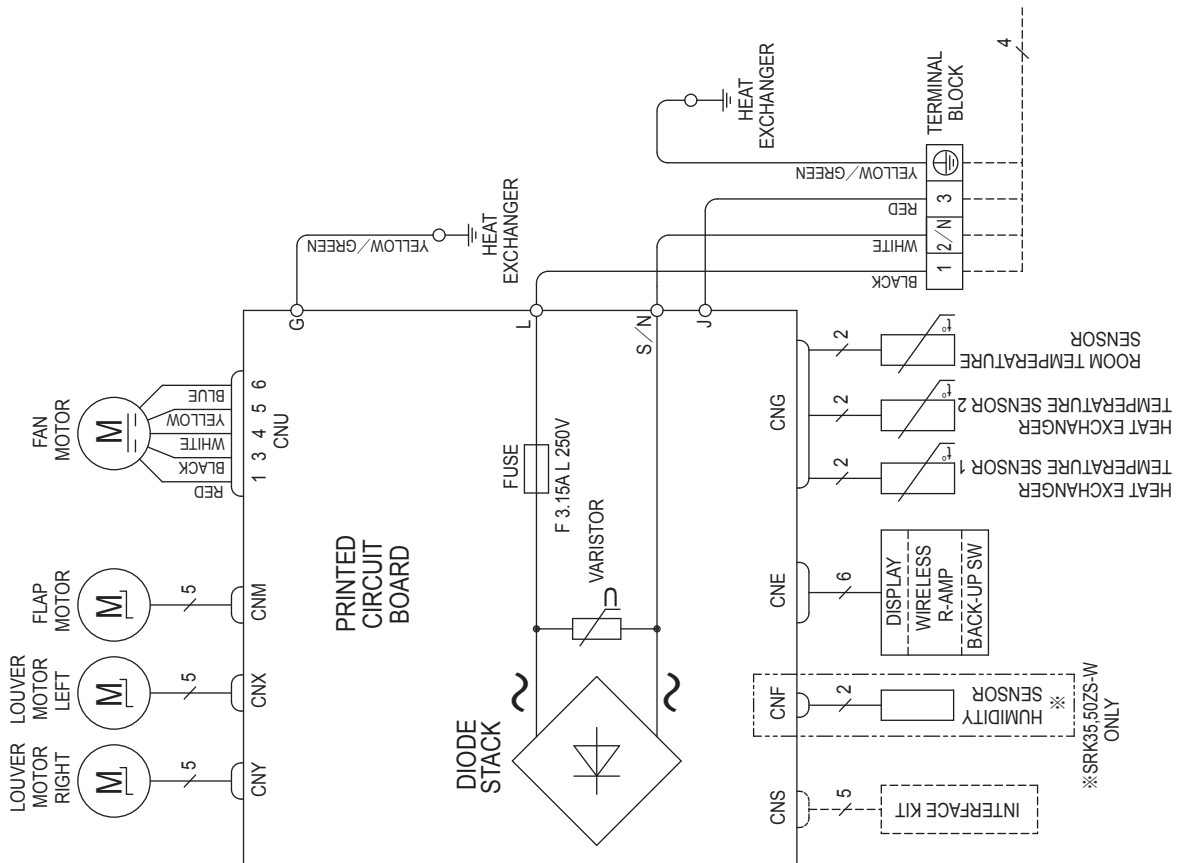 4
HEAT
EXCHANGER
TERMINAL
BLOCK
YELLOW/GREEN
RED
WHITE
BLACK
1
2/N
3
YELLOW/GREEN
HEAT
EXCHANGER
G
L
S/N
J
FAN
MOTOR
M
BLUE
YELLOW
WHITE
BLACK
RED
1
3
4
5
6
CNU
FLAP
MOTOR
M
5
CNM
LOUVER
MOTOR
LEFT
M
5
CNX
LOUVER
MOTOR
RIGHT
M
5
CNY
PRINTED
CIRCUIT
BOARD
FUSE
F 3.15A L 250V
VARISTOR
U
DIODE
STACK
~
~
CNG
2
t°
ROOM TEMPERATURE
SENSOR
2
t°
HEAT EXCHANGER
TEMPERATURE SENSOR 2
2
t°
HEAT EXCHANGER
TEMPERATURE SENSOR 1
CNE
6
DISPLAY
WIRELESS
R-AMP
BACK-UP SW
CNF
2
HUMIDITY
SENSOR
※
※SRK35,50ZS-W
ONLY
CNS
5
INTERFACE KIT